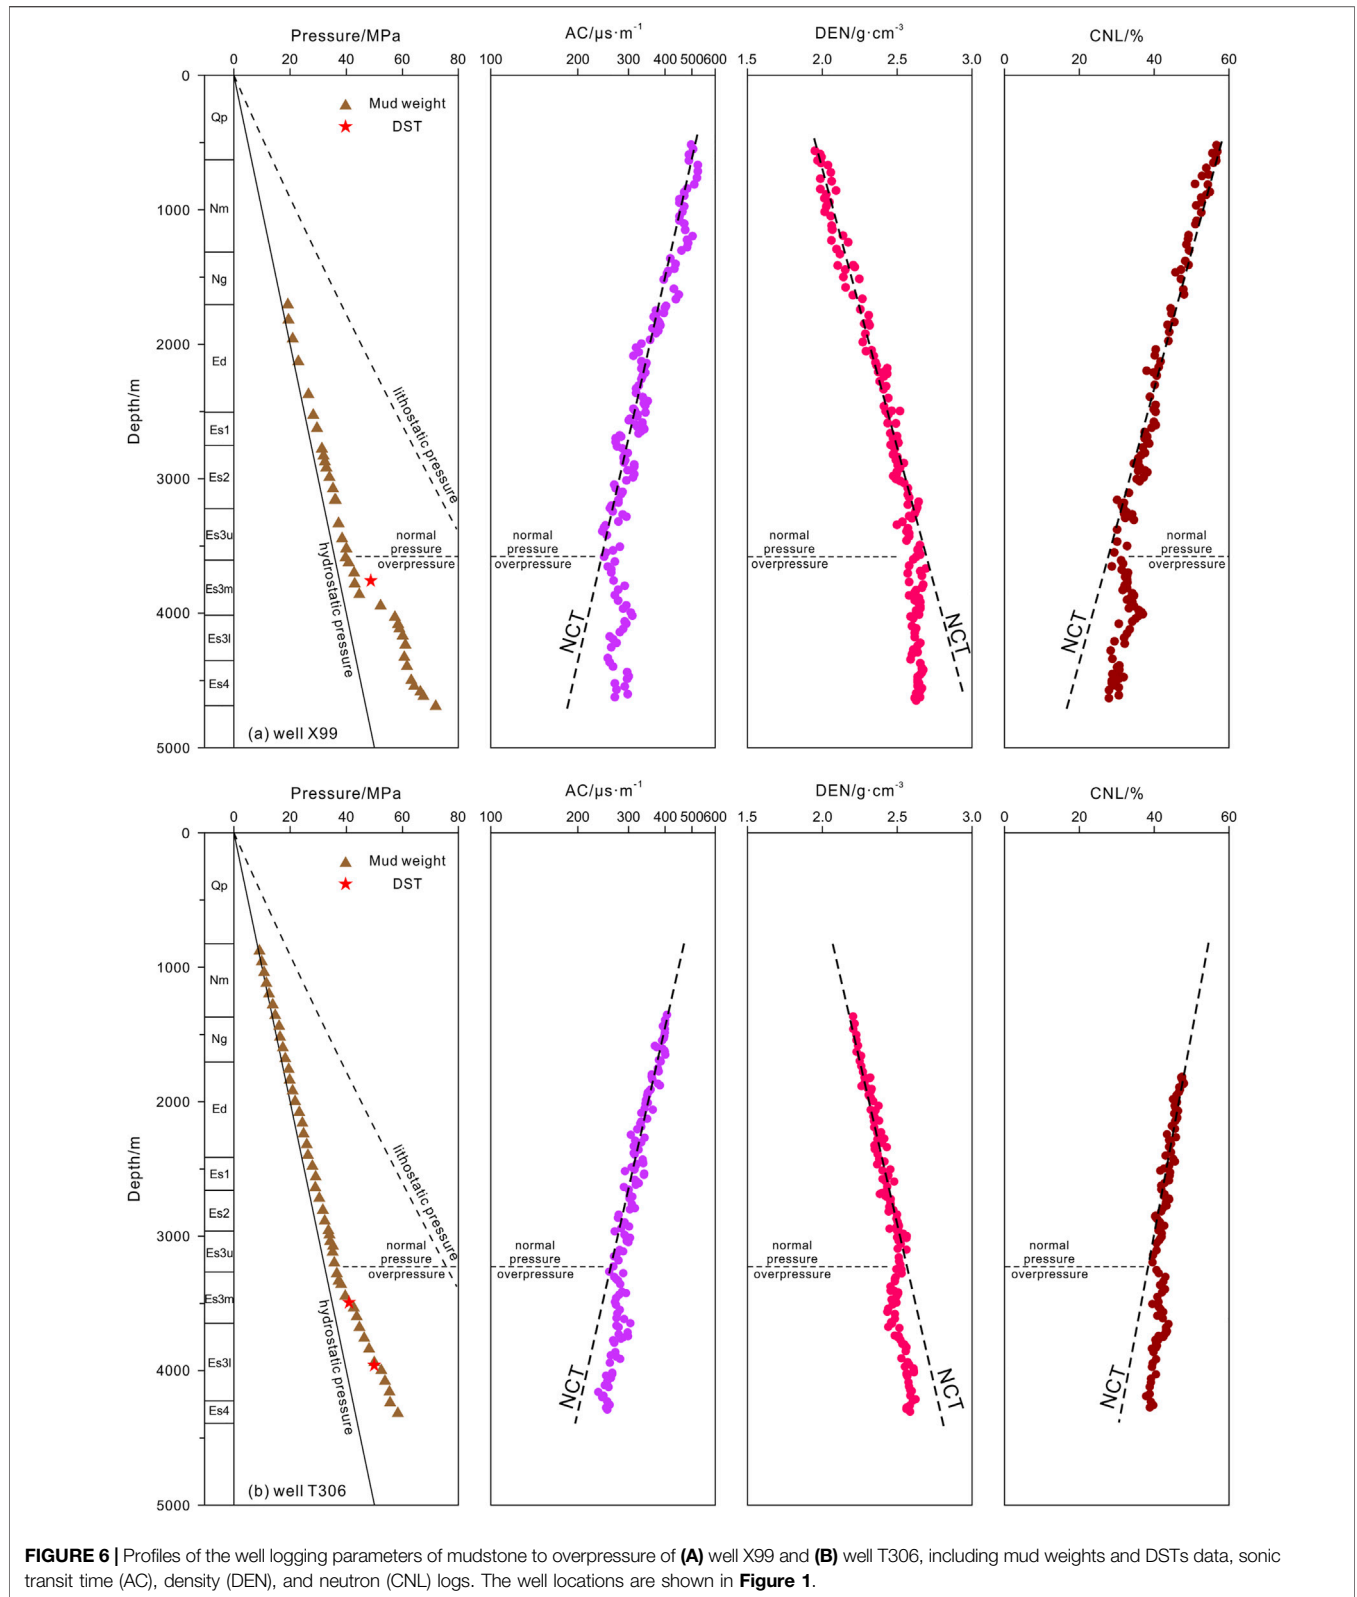 Pressure/MPa AC/μs·m⁻¹ DEN/g·cm⁻³ CNL/%
0 20 40 60 80 100 200 300 400 500 600 1.5 2.0 2.5 3.0 0 20 40 60
0
1000
2000
3000
4000
5000
Depth/m
Qp
Nm
Ng
Ed
Es1
Es2
Es3u
Es3m
Es3l
Es4
Mud weight
DST
lithostatic pressure
hydrostatic pressure
normal pressure
overpressure
(a) well X99
normal pressure
overpressure
NCT
normal pressure
overpressure
NCT
normal pressure
overpressure
NCT
Pressure/MPa AC/μs·m⁻¹ DEN/g·cm⁻³ CNL/%
0 20 40 60 80 100 200 300 400 500 600 1.5 2.0 2.5 3.0 0 20 40 60
0
1000
2000
3000
4000
5000
Depth/m
Qp
Nm
Ng
Ed
Es1
Es2
Es3u
Es3m
Es3l
Es4
Mud weight
DST
lithostatic pressure
hydrostatic pressure
normal pressure
overpressure
(b) well T306
normal pressure
overpressure
NCT
normal pressure
overpressure
NCT
normal pressure
overpressure
NCT
FIGURE 6 | Profiles of the well logging parameters of mudstone to overpressure of (A) well X99 and (B) well T306, including mud weights and DSTs data, sonic
transit time (AC), density (DEN), and neutron (CNL) logs. The well locations are shown in Figure 1.